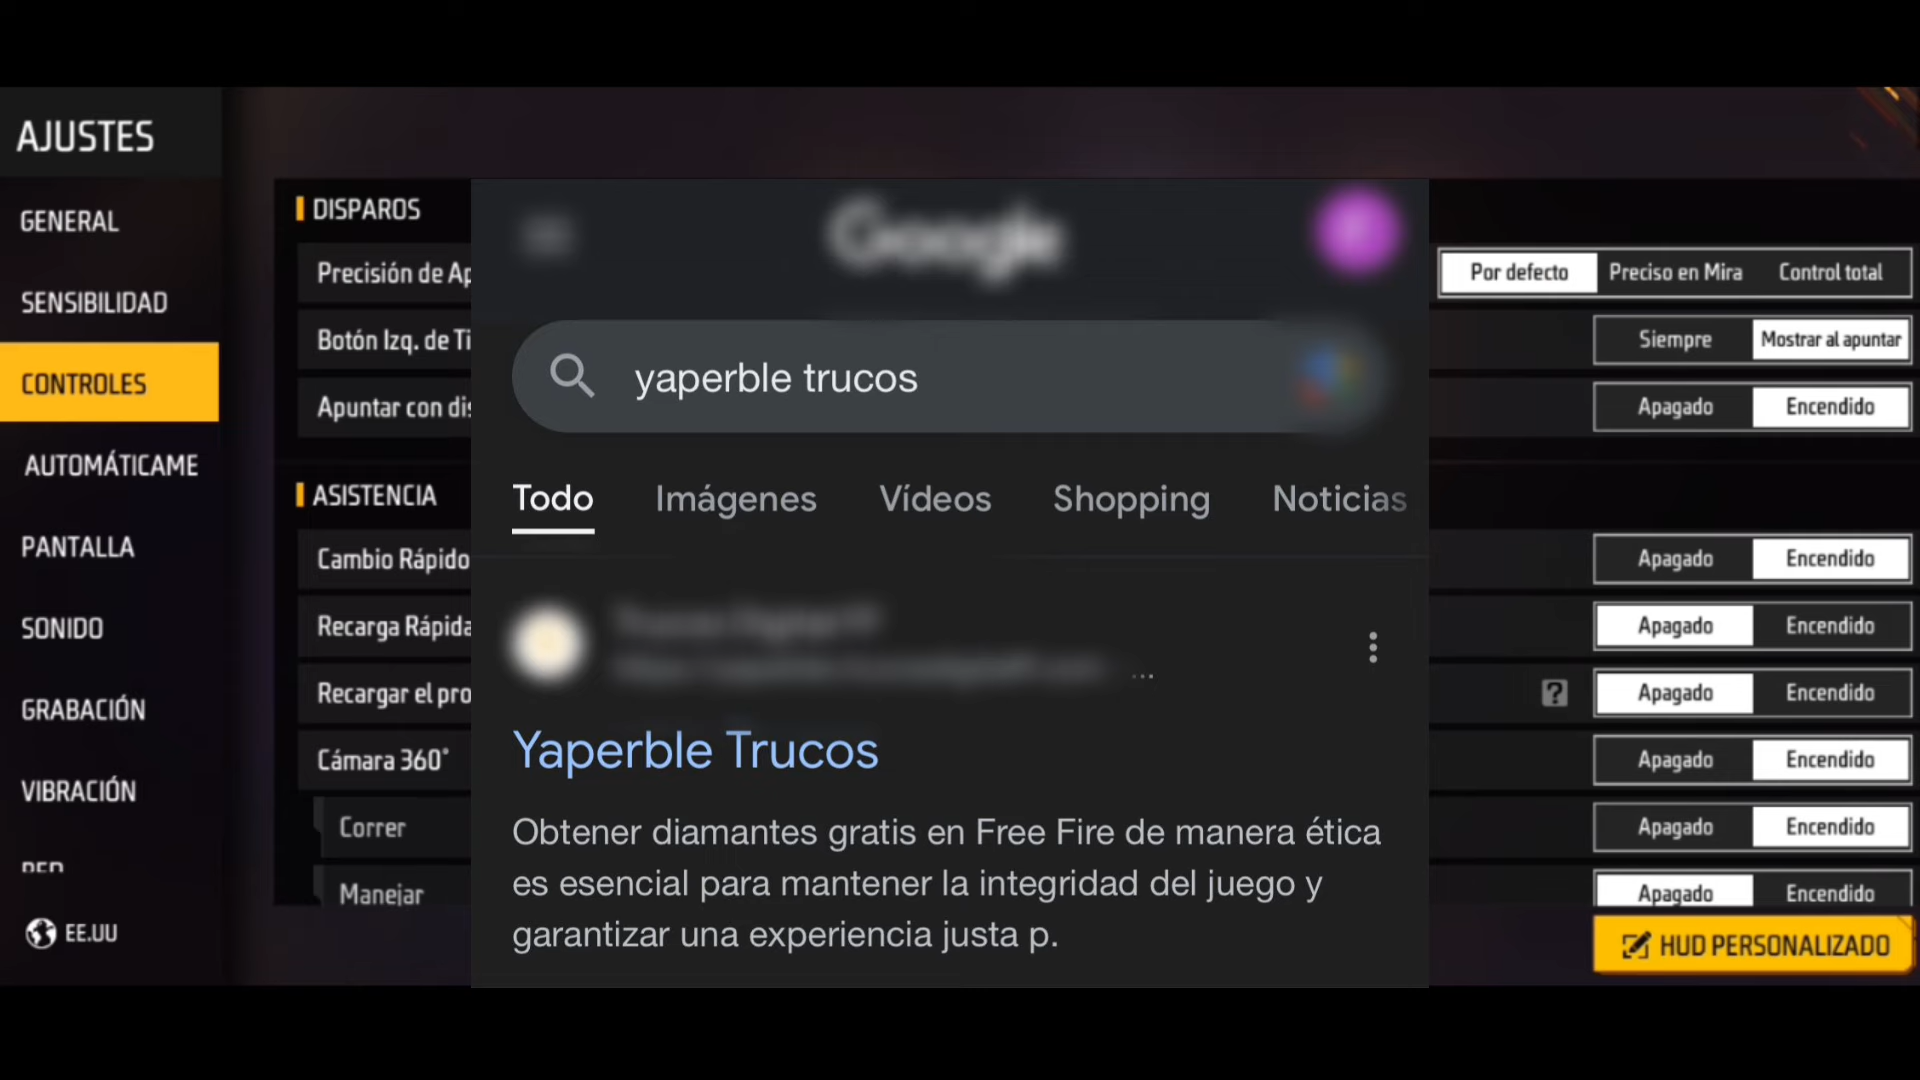 AJUSTES
GENERAL
SENSIBILIDAD
CONTROLES
AUTOMÁTICAME
PANTALLA
SONIDO
GRABACIÓN
VIBRACIÓN
RED
EE.UU
DISPAROS
Precisión de Ap
Por defecto Preciso en Mira Control total
Botón Izq. de Ti
Siempre Mostrar al apuntar
Apuntar con dis
Apagado Encendido
ASISTENCIA
Cambio Rápido
Apagado Encendido
Recarga Rápida
Apagado Encendido
Recargar el pro
? Apagado Encendido
Cámara 360°
Apagado Encendido
Correr
Apagado Encendido
Manejar
Apagado Encendido
HUD PERSONALIZADO
Google
yaperble trucos
Todo Imágenes Vídeos Shopping Noticias
...
Yaperble Trucos
Obtener diamantes gratis en Free Fire de manera ética
es esencial para mantener la integridad del juego y
garantizar una experiencia justa p.